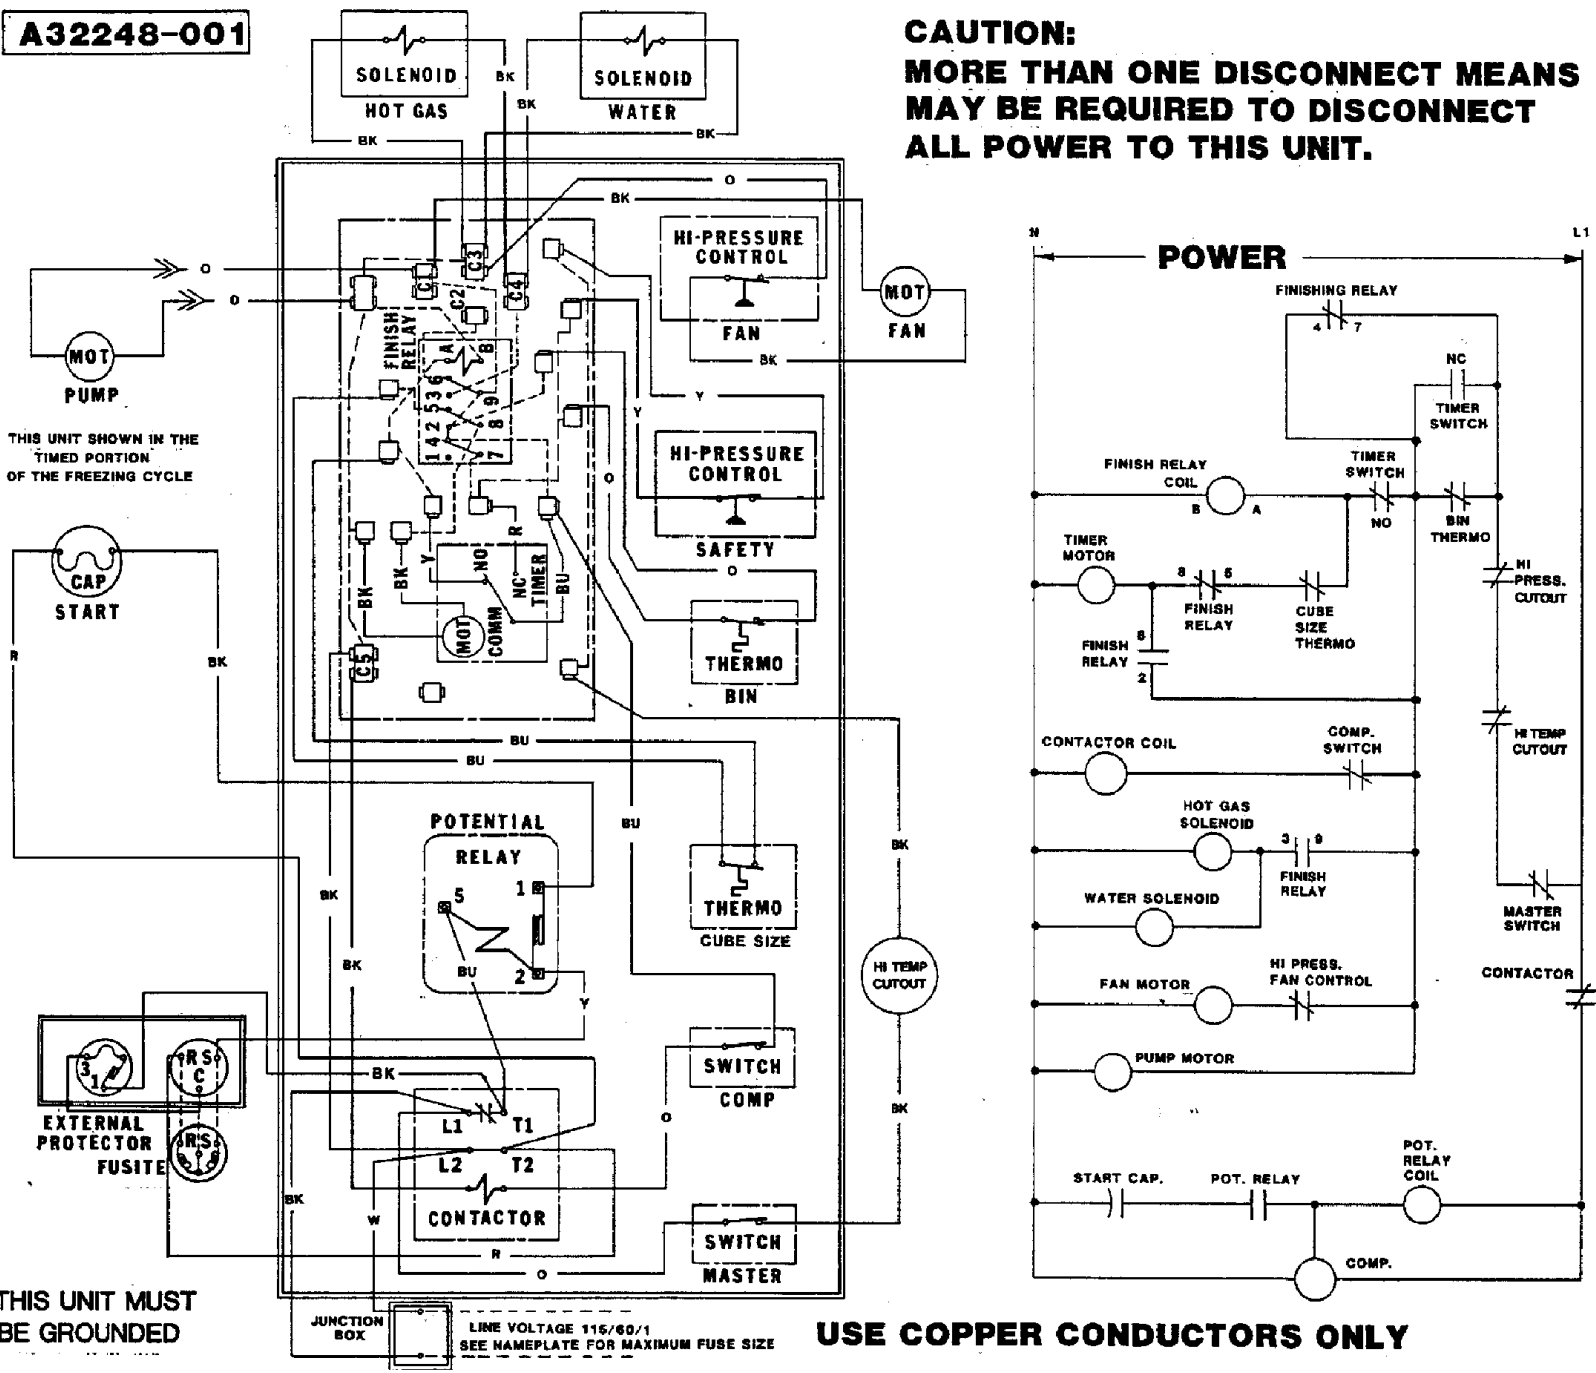 A32248-001
CAUTION:
MORE THAN ONE DISCONNECT MEANS
MAY BE REQUIRED TO DISCONNECT
ALL POWER TO THIS UNIT.
SOLENOID
HOT GAS
BK
BK
SOLENOID
WATER
BK
BK
O
BK
HI-PRESSURE
CONTROL
FAN
MOT
FAN
BK
O
O
MOT
PUMP
C1
C2
C3
C4
FINISH
RELAY
A
B
1 4 2 5 3 6
7
8
9
THIS UNIT SHOWN IN THE
TIMED PORTION
OF THE FREEZING CYCLE
Y
Y
HI-PRESSURE
CONTROL
SAFETY
O
CAP
START
R
BK
BK
BK
Y
NO
R
NC
TIMER
BU
MOT
COMM
O
THERMO
BIN
C5
BU
BU
BU
POTENTIAL
RELAY
5
1
2
BU
Y
BK
BK
THERMO
CUBE SIZE
BK
HI TEMP
CUTOUT
BK
SWITCH
COMP
O
3
1
R S
C
EXTERNAL
PROTECTOR
FUSITE
R S
BK
L1
T1
L2
T2
CONTACTOR
BK
W
R
O
SWITCH
MASTER
THIS UNIT MUST
BE GROUNDED
JUNCTION
BOX
LINE VOLTAGE 115/60/1
SEE NAMEPLATE FOR MAXIMUM FUSE SIZE
USE COPPER CONDUCTORS ONLY
N
L1
POWER
FINISHING RELAY
4
7
NC
TIMER
SWITCH
FINISH RELAY
COIL
B
A
TIMER
SWITCH
NO
BIN
THERMO
TIMER
MOTOR
8
5
FINISH
RELAY
CUBE
SIZE
THERMO
HI
PRESS.
CUTOUT
FINISH
RELAY
8
2
CONTACTOR COIL
COMP.
SWITCH
HI TEMP
CUTOUT
HOT GAS
SOLENOID
3
9
FINISH
RELAY
WATER SOLENOID
MASTER
SWITCH
FAN MOTOR
HI PRESS.
FAN CONTROL
CONTACTOR
PUMP MOTOR
START CAP.
POT. RELAY
POT.
RELAY
COIL
COMP.